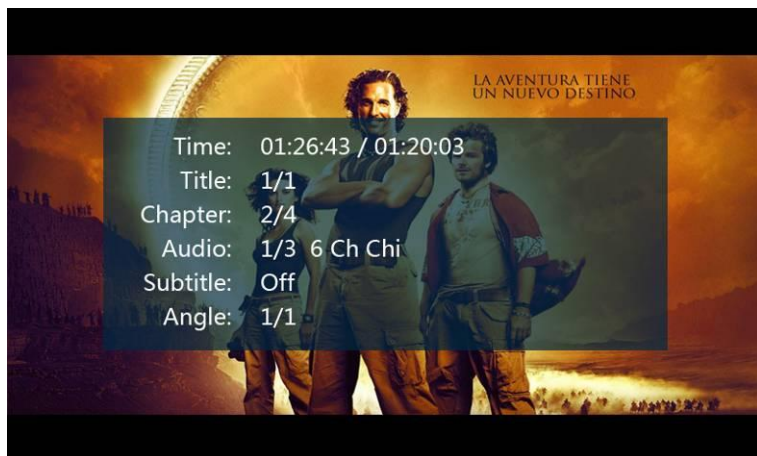 LA AVENTURA TIENE
UN NUEVO DESTINO
Time: 01:26:43 / 01:20:03
Title: 1/1
Chapter: 2/4
Audio: 1/3 6 Ch Chi
Subtitle: Off
Angle: 1/1